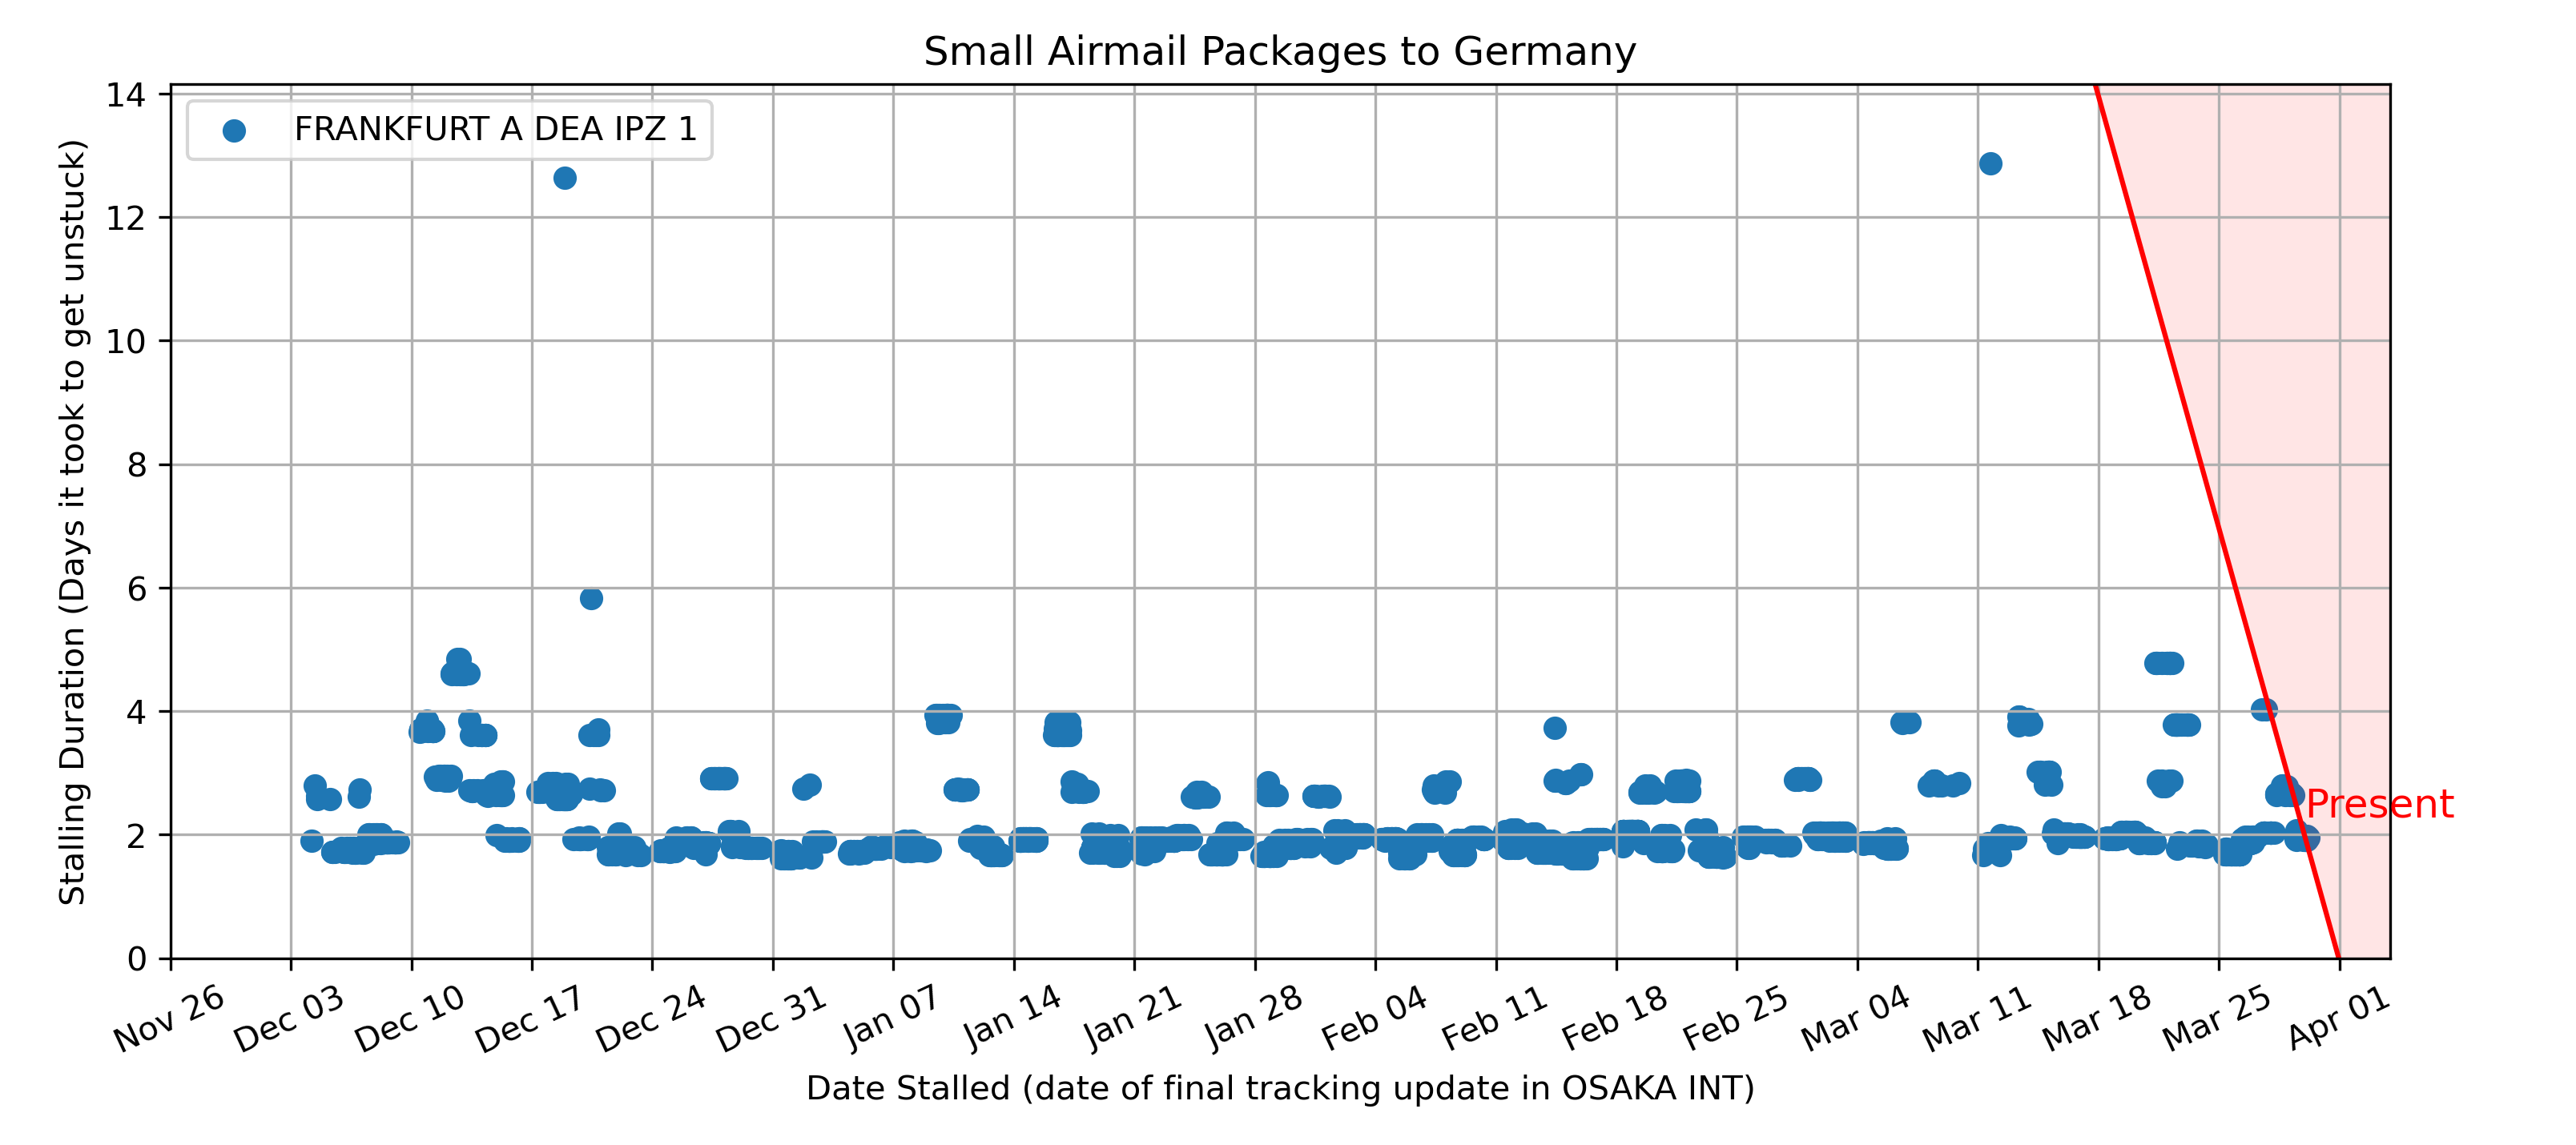 Small Airmail Packages to Germany
FRANKFURT A DEA IPZ 1
Stalling Duration (Days it took to get unstuck)
14
12
10
8
6
4
2
0
Present
Nov 26 Dec 03 Dec 10 Dec 17 Dec 24 Dec 31 Jan 07 Jan 14 Jan 21 Jan 28 Feb 04 Feb 11 Feb 18 Feb 25 Mar 04 Mar 11 Mar 18 Mar 25 Apr 01
Date Stalled (date of final tracking update in OSAKA INT)